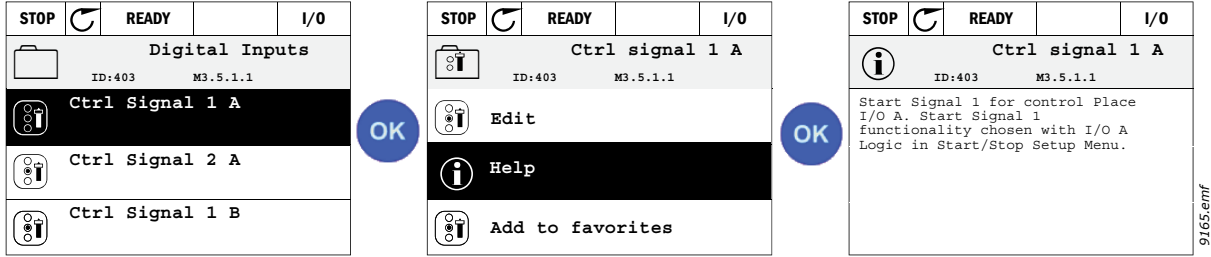 STOP READY I/O
Digital Inputs
ID:403 M3.5.1.1
Ctrl Signal 1 A
Ctrl Signal 2 A
Ctrl Signal 1 B
OK
STOP READY I/O
Ctrl signal 1 A
ID:403 M3.5.1.1
Edit
Help
Add to favorites
OK
STOP READY I/O
Ctrl signal 1 A
ID:403 M3.5.1.1
Start Signal 1 for control Place
I/O A. Start Signal 1
functionality chosen with I/O A
Logic in Start/Stop Setup Menu.
9165.emf